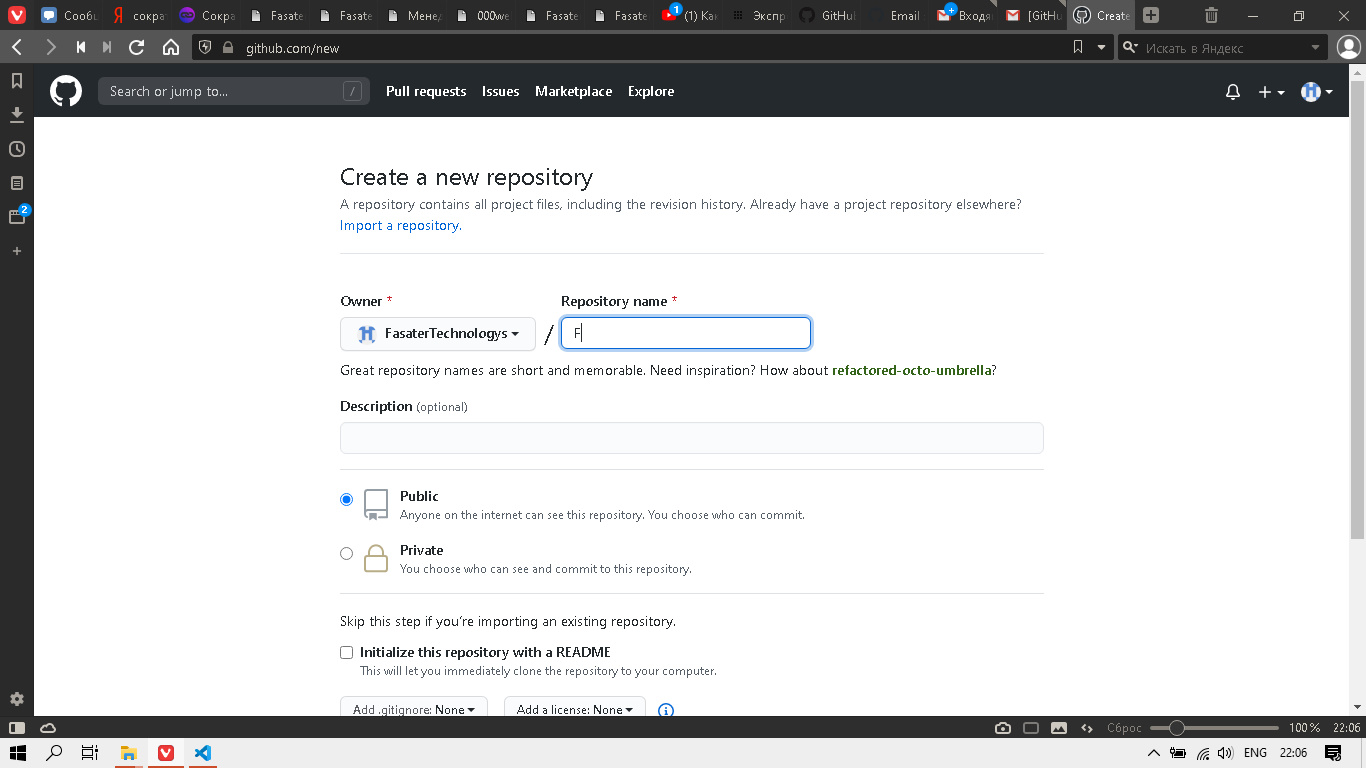 Сообш
сокра
Сокра
Fasate
Fasate
Менед
000we
Fasate
Fasate
(1) Как
Экспр
GitHub
Email
Входя
[GitHu
Create
1
github.com/new
Искать в Яндекс
2
Search or jump to...
/
Pull requests
Issues
Marketplace
Explore
Create a new repository
A repository contains all project files, including the revision history. Already have a project repository elsewhere?
Import a repository.
Owner *
Repository name *
FasaterTechnologys
/
F
Great repository names are short and memorable. Need inspiration? How about refactored-octo-umbrella?
Description (optional)
Public
Anyone on the internet can see this repository. You choose who can commit.
Private
You choose who can see and commit to this repository.
Skip this step if you're importing an existing repository.
Initialize this repository with a README
This will let you immediately clone the repository to your computer.
Add .gitignore: None
Add a license: None
Сброс
100 %
22:06
ENG
22:06